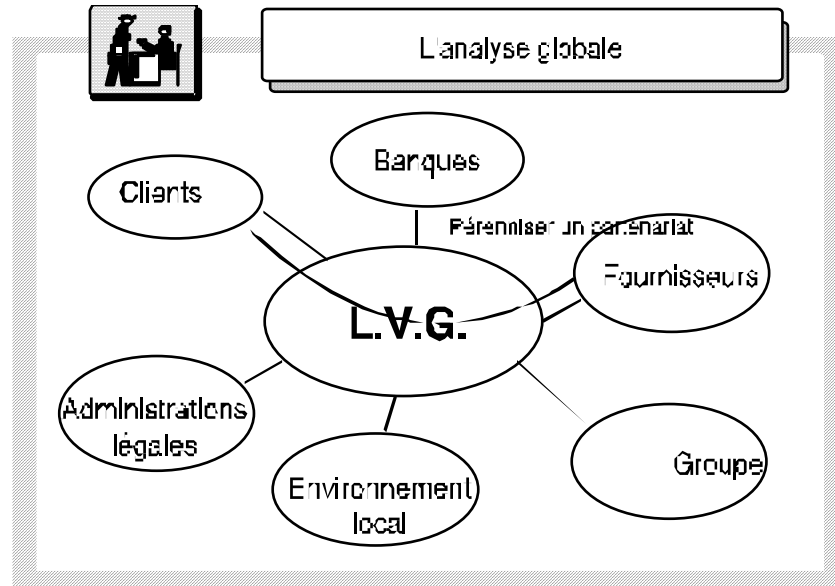 L'analyse globale
Banques
Clients
Pérenniser un partenariat
Fournisseurs
L.V.G.
Administrations
légales
Groupe
Environnement
local